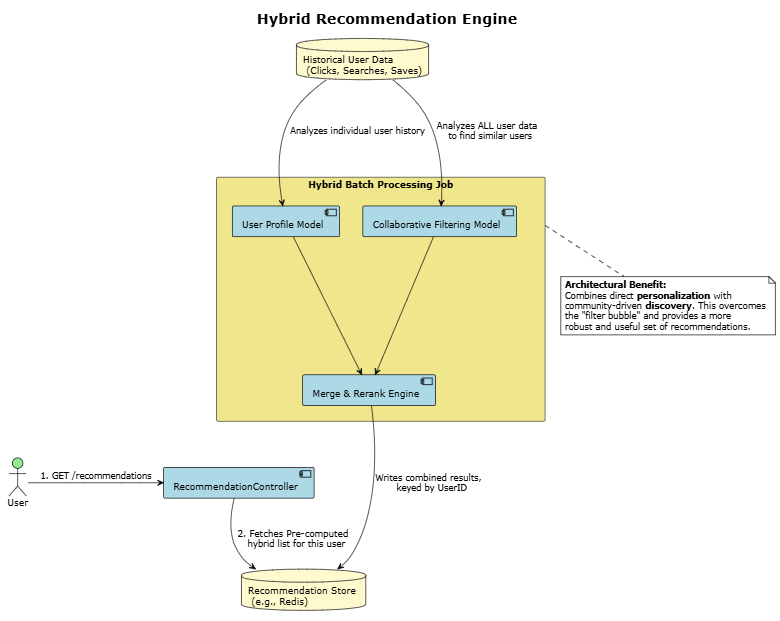 Hybrid Recommendation Engine
Historical User Data
(Clicks, Searches, Saves)
Analyzes individual user history
Analyzes ALL user data
to find similar users
Hybrid Batch Processing Job
User Profile Model
Collaborative Filtering Model
Architectural Benefit:
Combines direct personalization with
community-driven discovery. This overcomes
the "filter bubble" and provides a more
robust and useful set of recommendations.
Merge & Rerank Engine
User
1. GET /recommendations
RecommendationController
Writes combined results,
keyed by UserID
2. Fetches Pre-computed
hybrid list for this user
Recommendation Store
(e.g., Redis)